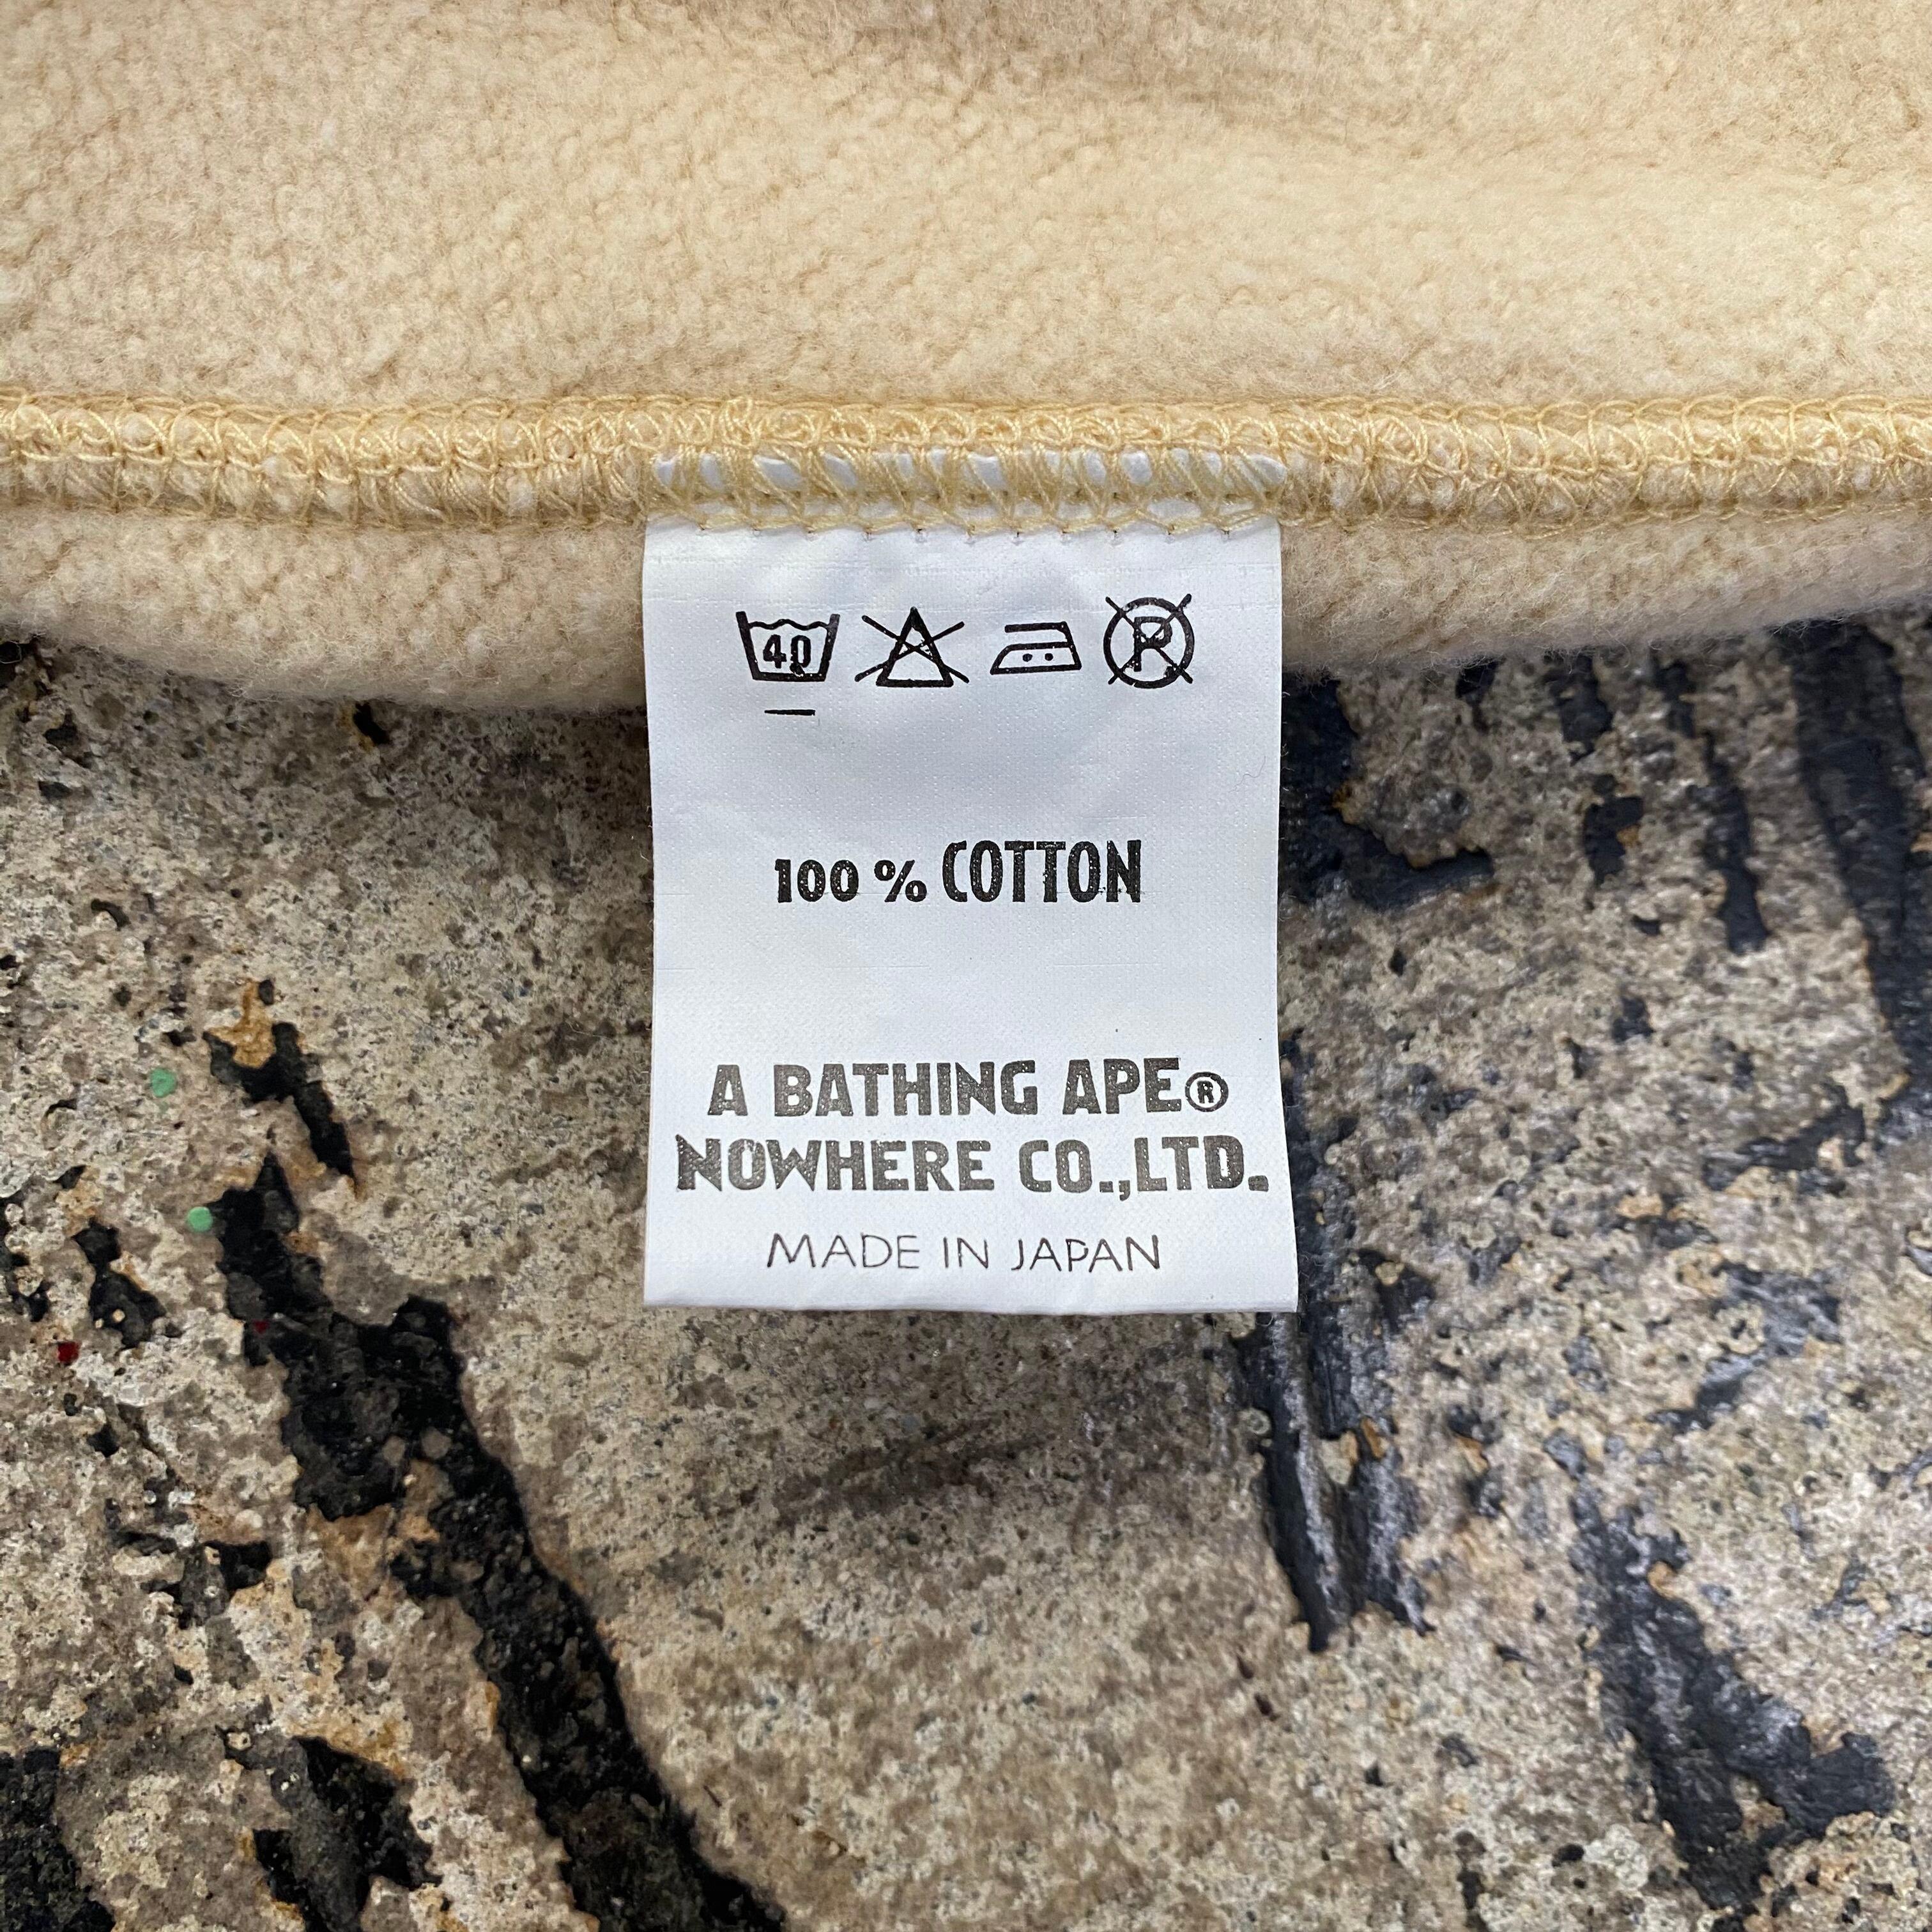 40 P
100 % COTTON
A BATHING APE®
NOWHERE CO.,LTD.
MADE IN JAPAN